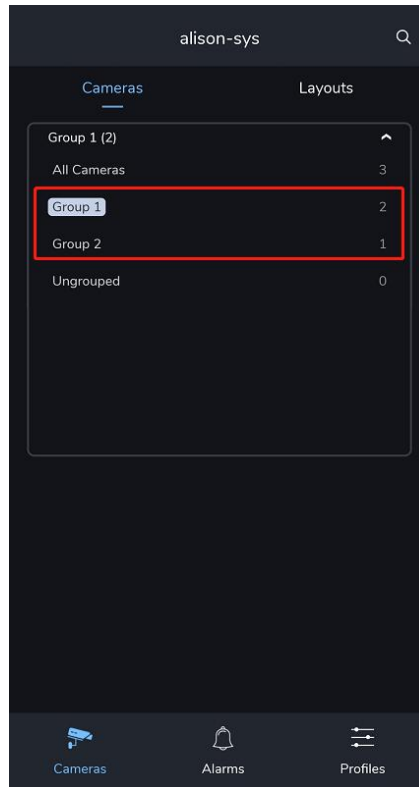 alison-sys
Cameras Layouts
Group 1 (2)
All Cameras 3
Group 1 2
Group 2 1
Ungrouped 0
Cameras Alarms Profiles